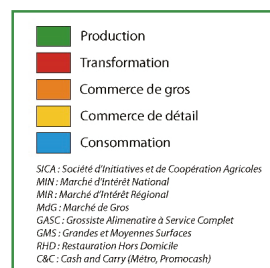 Production
Transformation
Commerce de gros
Commerce de détail
Consommation
SICA : Société d'Initiatives et de Coopération Agricoles
MIN : Marché d'Intérêt National
MIR : Marché d'Intérêt Régional
MdG : Marché de Gros
GASC : Grossiste Alimenatire à Service Complet
GMS : Grandes et Moyennes Surfaces
RHD : Restauration Hors Domicile
C&C : Cash and Carry (Métro, Promocash)